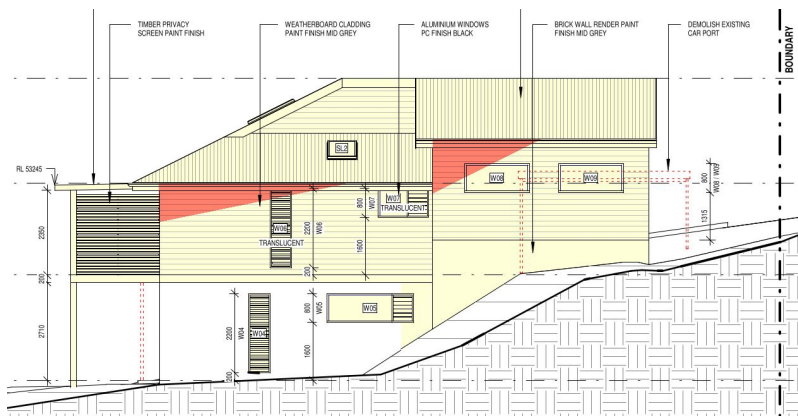 TIMBER PRIVACY
SCREEN PAINT FINISH
WEATHERBOARD CLADDING
PAINT FINISH MID GREY
ALUMINIUM WINDOWS
PC FINISH BLACK
BRICK WALL RENDER PAINT
FINISH MID GREY
DEMOLISH EXISTING
CAR PORT
BOUNDARY
SL2
RL 53245
W08
W09
800
W08 W09
1315
W07
TRANSLUCENT
800
W07
1600
W06
TRANSLUCENT
2200
W06
200
2350
200
2710
W04
2200
W04
200
W05
800
W05
1600